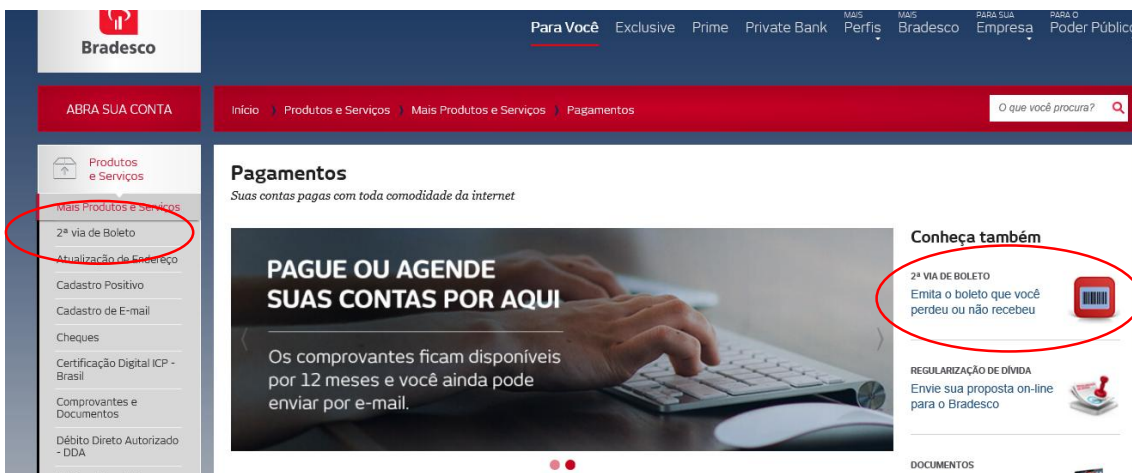 Bradesco
Para Você Exclusive Prime Private Bank MAIS Perfis MAIS Bradesco PARA SUA Empresa PARA O Poder Público
ABRA SUA CONTA
Início Produtos e Serviços Mais Produtos e Serviços Pagamentos
O que você procura?
Produtos
e Serviços
Mais Produtos e Serviços
2ª via de Boleto
Atualização de Endereço
Cadastro Positivo
Cadastro de E-mail
Cheques
Certificação Digital ICP -
Brasil
Comprovantes e
Documentos
Débito Direto Autorizado
- DDA
Pagamentos
Suas contas pagas com toda comodidade da internet
PAGUE OU AGENDE
SUAS CONTAS POR AQUI
Os comprovantes ficam disponíveis
por 12 meses e você ainda pode
enviar por e-mail.
Conheça também
2ª VIA DE BOLETO
Emita o boleto que você
perdeu ou não recebeu
REGULARIZAÇÃO DE DÍVIDA
Envie sua proposta on-line
para o Bradesco
DOCUMENTOS